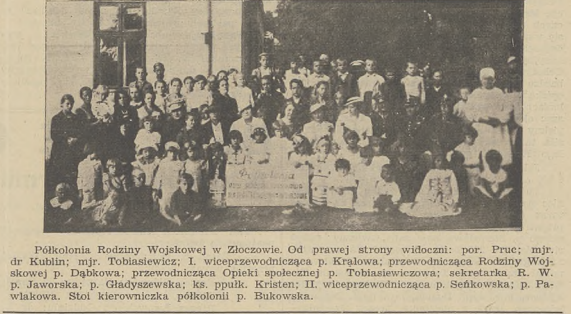 Półkolonia Rodziny Wojskowej w Złoczowie. Od prawej strony widoczni: por. Pruc; mjr.
dr Kublin; mjr. Tobiasiewicz; I. wiceprzewodnicząca p. Krąlowa; przewodnicząca Rodziny Woj-
skowej p. Dąbkowa; przewodnicząca Opieki społecznej p. Tobiasiewiczowa; sekretarka R. W.
p. Jaworska; p. Gładyszewska; ks. ppułk. Kristen; II. wiceprzewodnicząca p. Seńkowska; p. Pa-
wlakowa. Stoi kierowniczka półkolonii p. Bukowska.